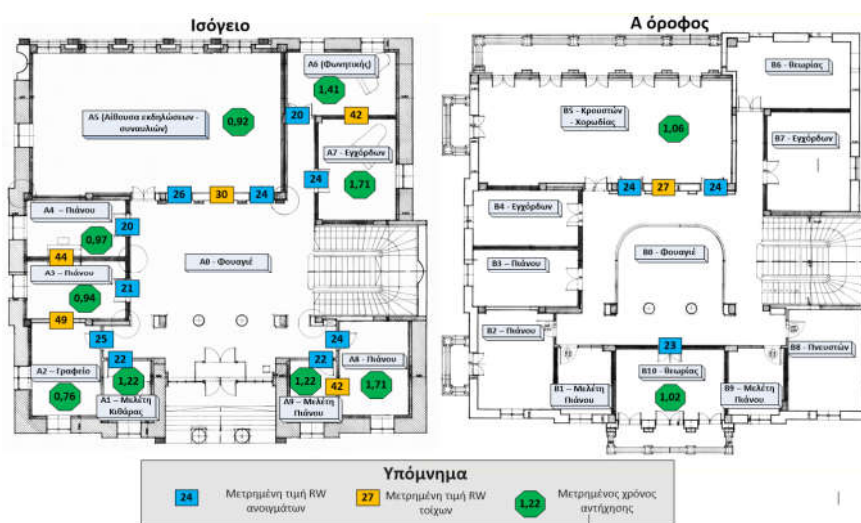 Ισόγειο
Α όροφος
Α6 (Φωνητικής)
1,41
Α5 (Αίθουσα εκδηλώσεων -
συναυλιών)
0,92
20
42
Α7 - Εγχόρδων
24
1,71
26
30
24
Α4 – Πιάνου
20
0,97
44
Α0 - Φουαγιέ
Α3 – Πιάνου
0,94
21
49
25
22
Α2 – Γραφείο
0,76
1,22
Α1 – Μελέτη
Κιθάρας
24
22
Α8 - Πιάνου
1,22
42
1,71
Α9 – Μελέτη
Πιάνου
Β6 - Θεωρίας
Β5 - Κρουστών
- Χορωδίας
1,06
Β7 - Εγχόρδων
24
27
24
Β4 - Εγχόρδων
Β3 – Πιάνου
Β0 - Φουαγιέ
Β2 – Πιάνου
Β8 – Πνευστών
23
Β1 – Μελέτη
Πιάνου
Β10 - Θεωρίας
1,02
Β9 – Μελέτη
Πιάνου
Υπόμνημα
24 Μετρημένη τιμή RW
ανοιγμάτων
27 Μετρημένη τιμή RW
τοίχων
1,22 Μετρημένος χρόνος
αντήχησης